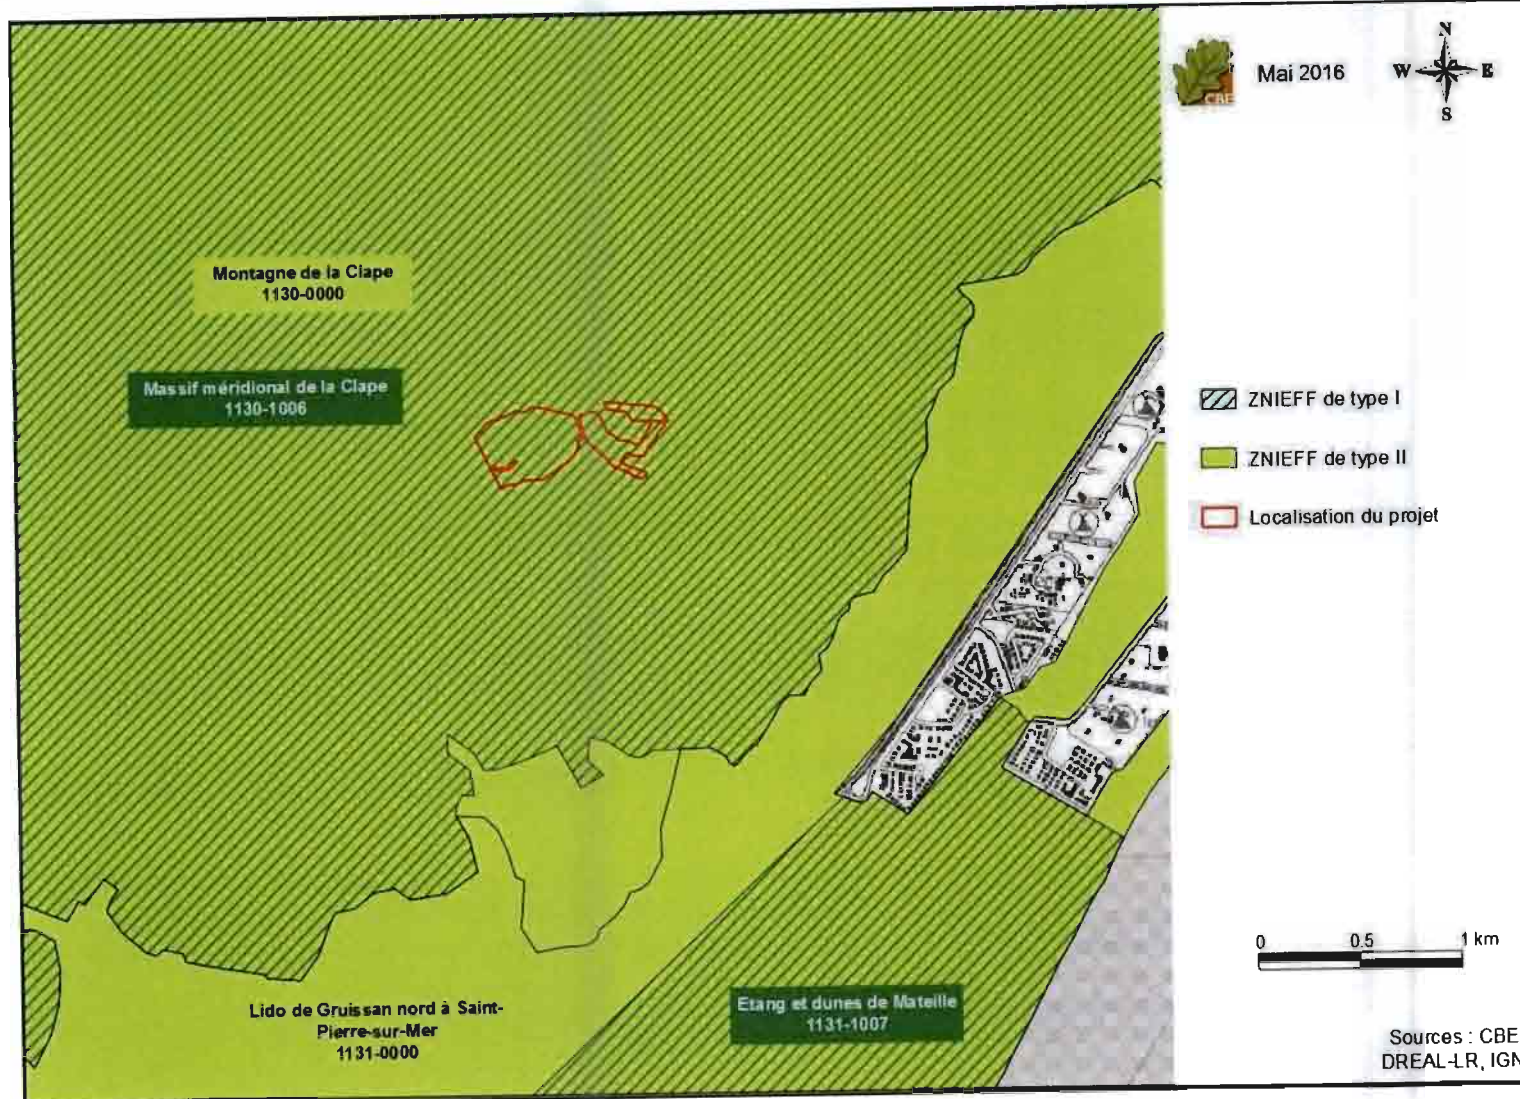 Mai 2016
N
W
E
S
CBE
Montagne de la Clape
1130-0000
Massif méridional de la Clape
1130-1006
ZNIEFF de type I
ZNIEFF de type II
Localisation du projet
0 0.5 1 km
Lido de Gruissan nord à Saint-
Pierre-sur-Mer
1131-0000
Etang et dunes de Mateille
1131-1007
Sources : CBE
DREAL-LR, IGN